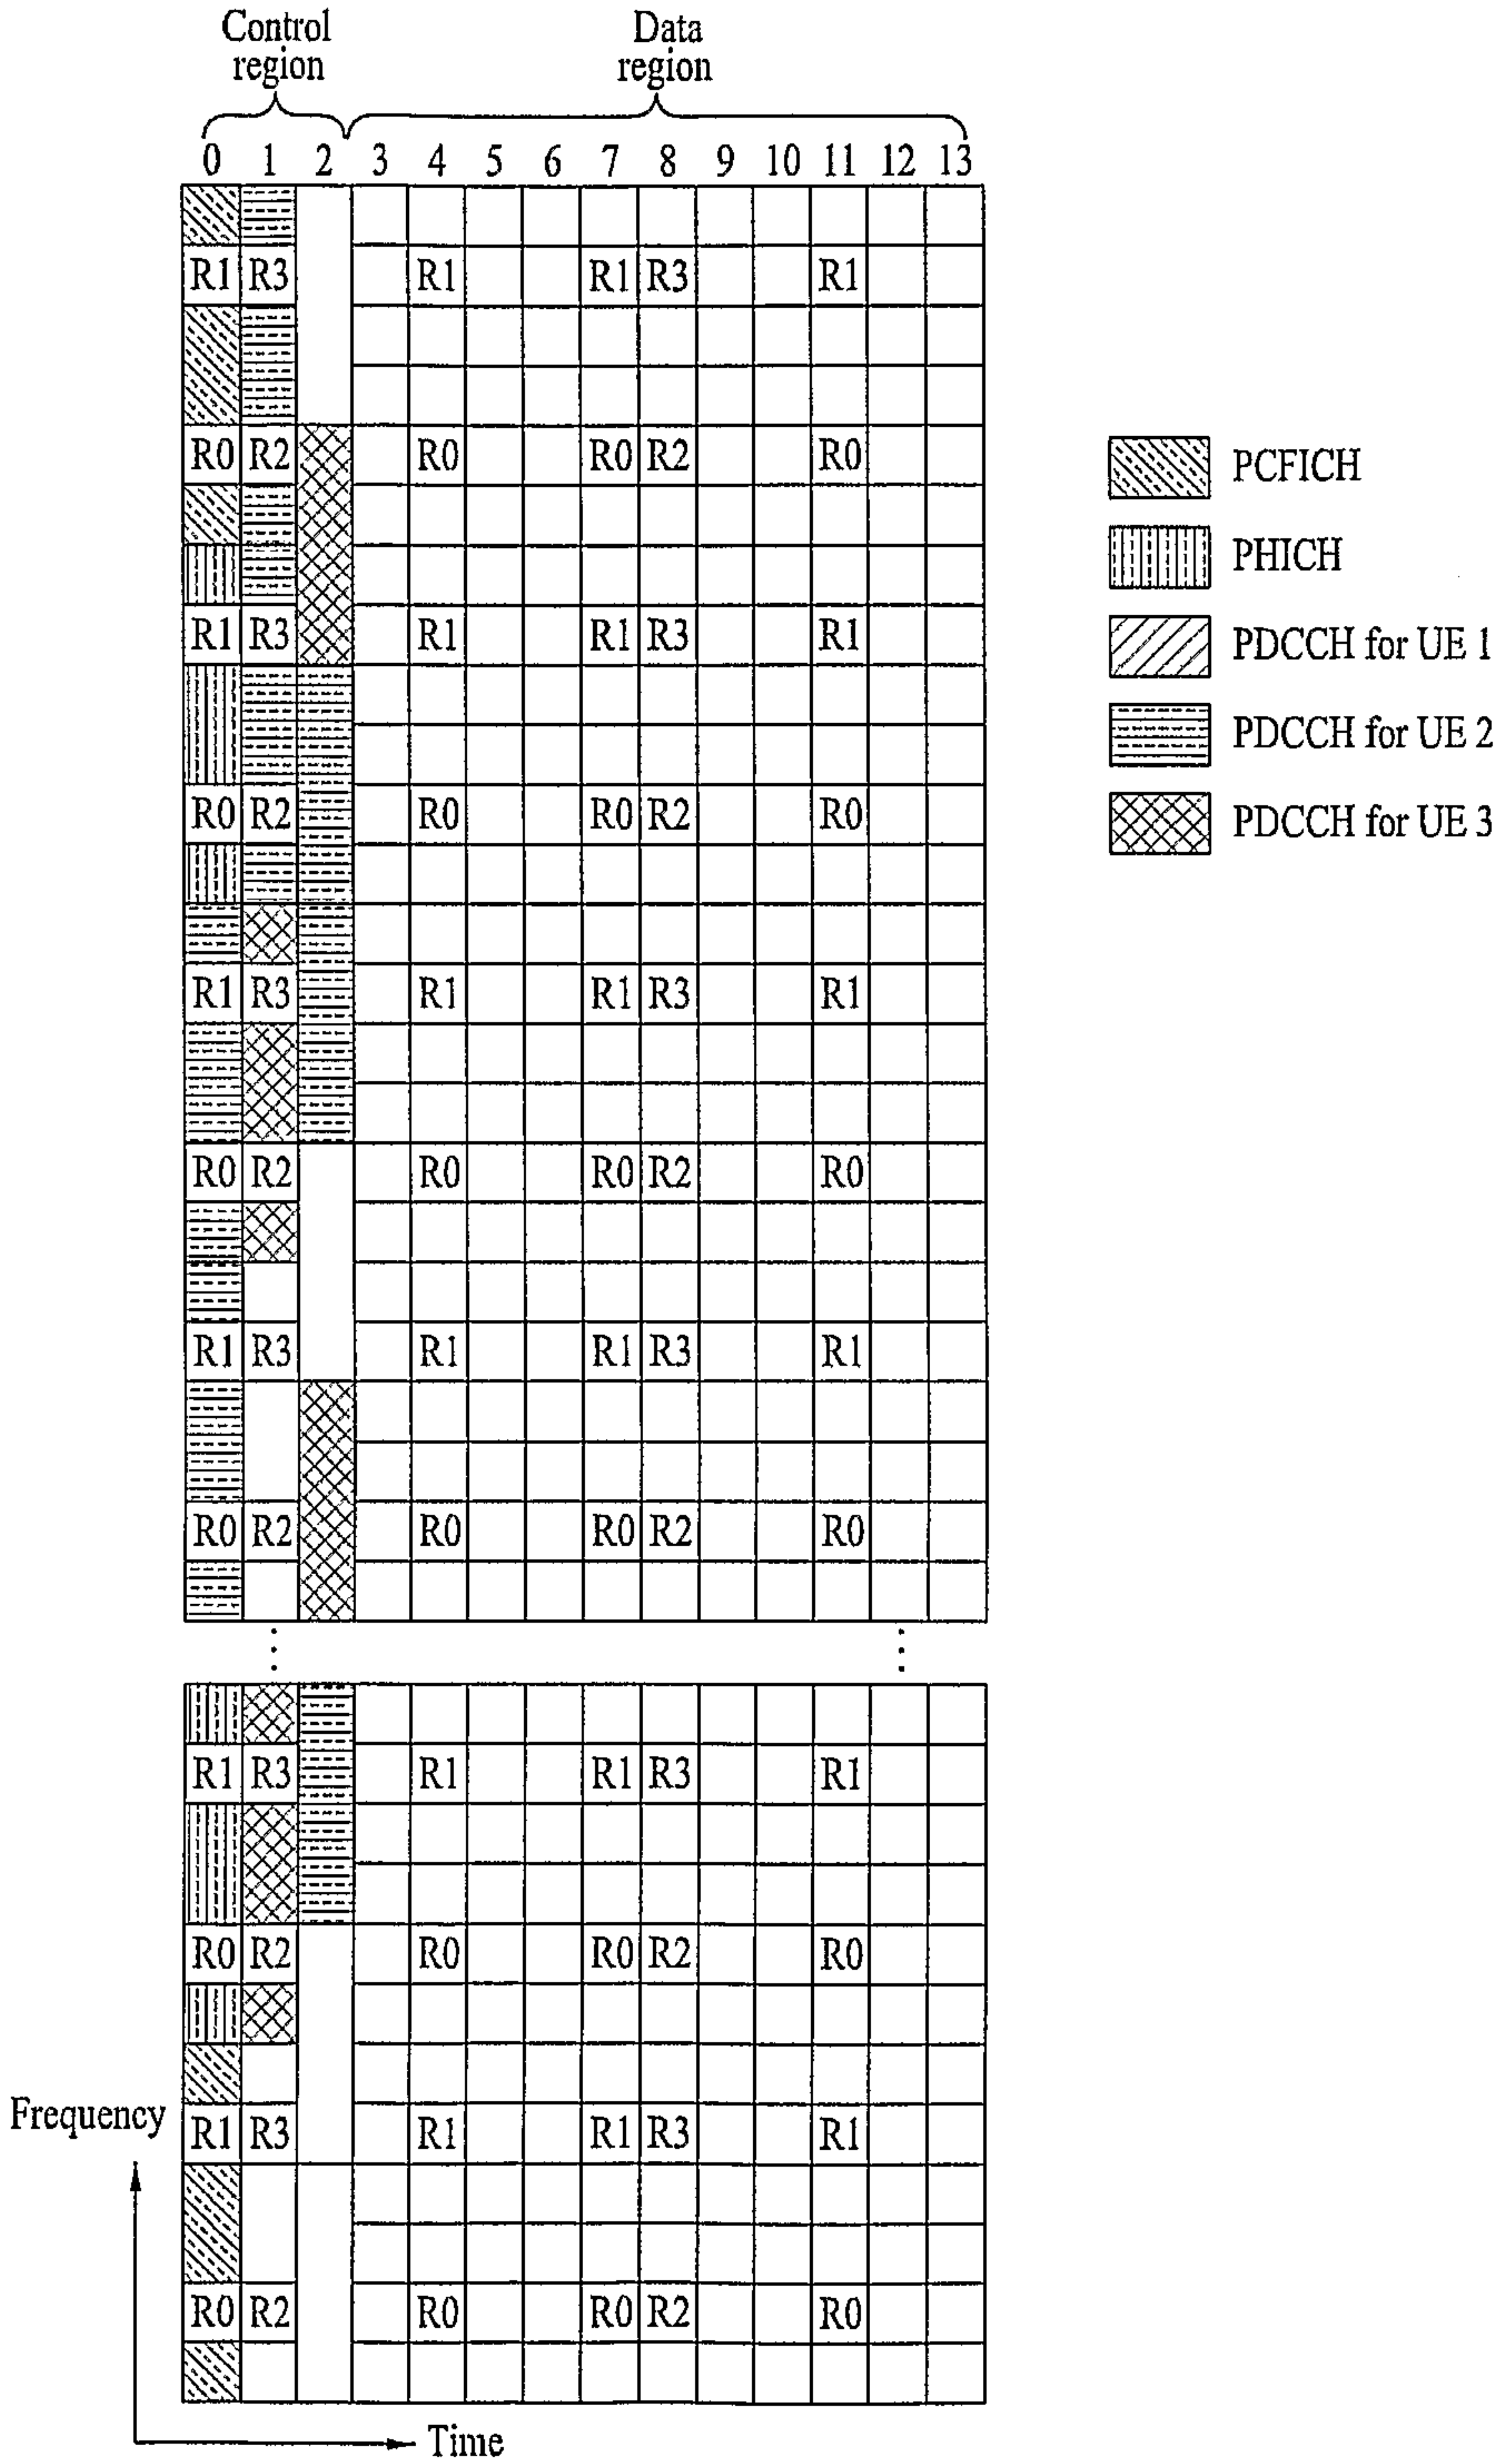 Control region
Data region
0 1 2 3 4 5 6 7 8 9 10 11 12 13
R1 R3 R1 R1 R3 R1
R0 R2 R0 R0 R2 R0
PCFICH
PHICH
R1 R3 R1 R1 R3 R1
PDCCH for UE 1
PDCCH for UE 2
R0 R2 R0 R0 R2 R0
PDCCH for UE 3
R1 R3 R1 R1 R3 R1
R0 R2 R0 R0 R2 R0
R1 R3 R1 R1 R3 R1
R0 R2 R0 R0 R2 R0
R1 R3 R1 R1 R3 R1
R0 R2 R0 R0 R2 R0
Frequency
R1 R3 R1 R1 R3 R1
R0 R2 R0 R0 R2 R0
Time